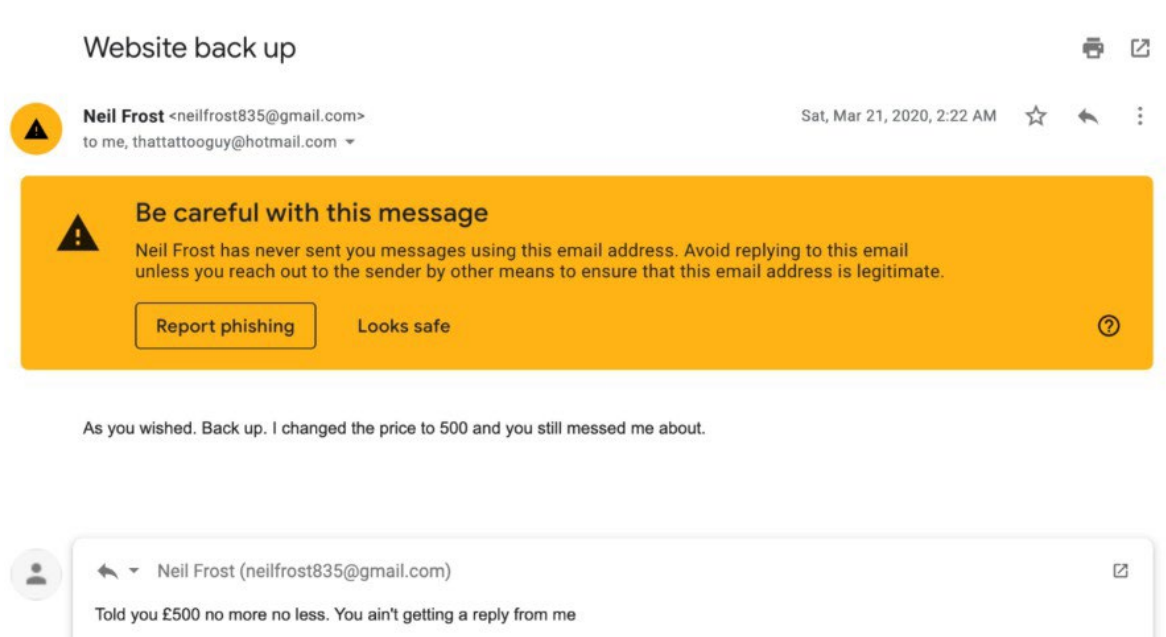 Website back up
Neil Frost <neilfrost835@gmail.com>
Sat, Mar 21, 2020, 2:22 AM
to me, thattattooguy@hotmail.com
Be careful with this message
Neil Frost has never sent you messages using this email address. Avoid replying to this email
unless you reach out to the sender by other means to ensure that this email address is legitimate.
Report phishing
Looks safe
As you wished. Back up. I changed the price to 500 and you still messed me about.
Neil Frost (neilfrost835@gmail.com)
Told you £500 no more no less. You ain't getting a reply from me